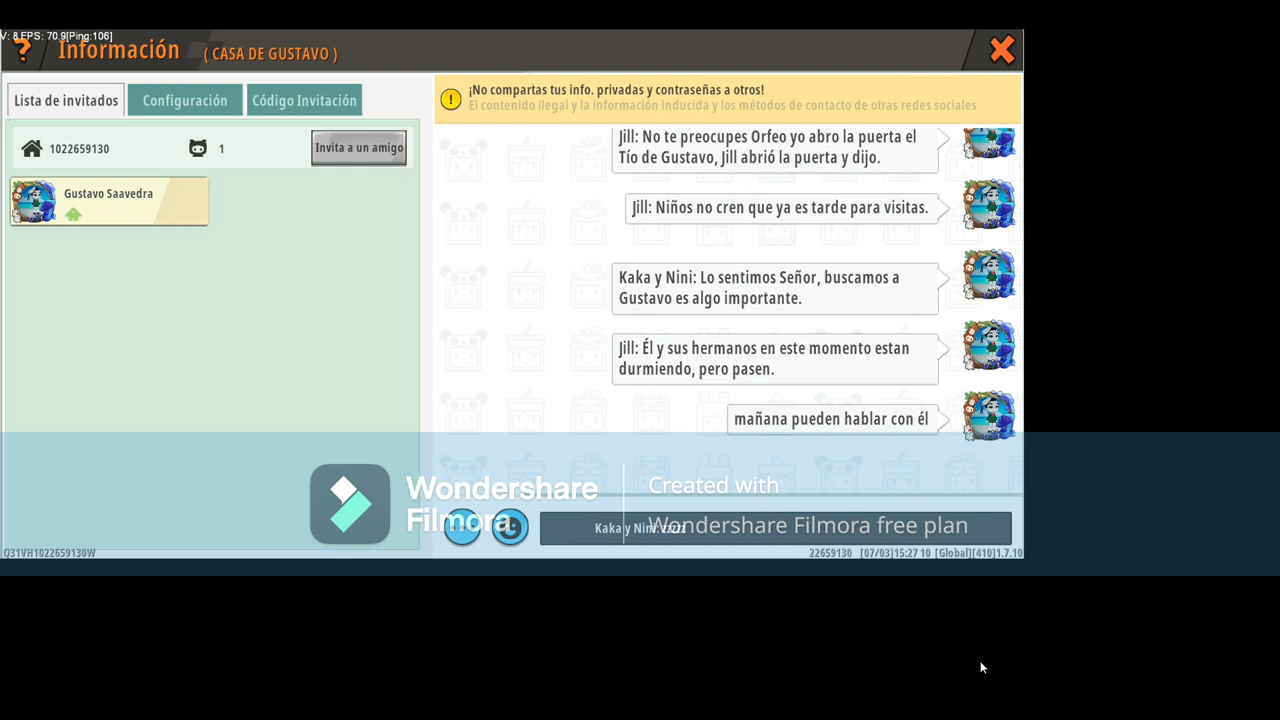 V: 8 FPS: 70.9[Ping:106]
Información
( CASA DE GUSTAVO )
Lista de invitados
Configuración
Código Invitación
1022659130
1
Invita a un amigo
Gustavo Saavedra
¡No compartas tus info. privadas y contraseñas a otros!
El contenido ilegal y la información inducida y los métodos de contacto de otras redes sociales
Jill: No te preocupes Orfeo yo abro la puerta el
Tío de Gustavo, Jill abrió la puerta y dijo.
Jill: Niños no cren que ya es tarde para visitas.
Kaka y Nini: Lo sentimos Señor, buscamos a
Gustavo es algo importante.
Jill: Él y sus hermanos en este momento estan
durmiendo, pero pasen.
mañana pueden hablar con él
Wondershare
Filmora
Created with
Wondershare Filmora free plan
Kaka y Nini:
Q31VH1022659130W
22659130 [07/03]15:27 10 [Global][410]1.7.10